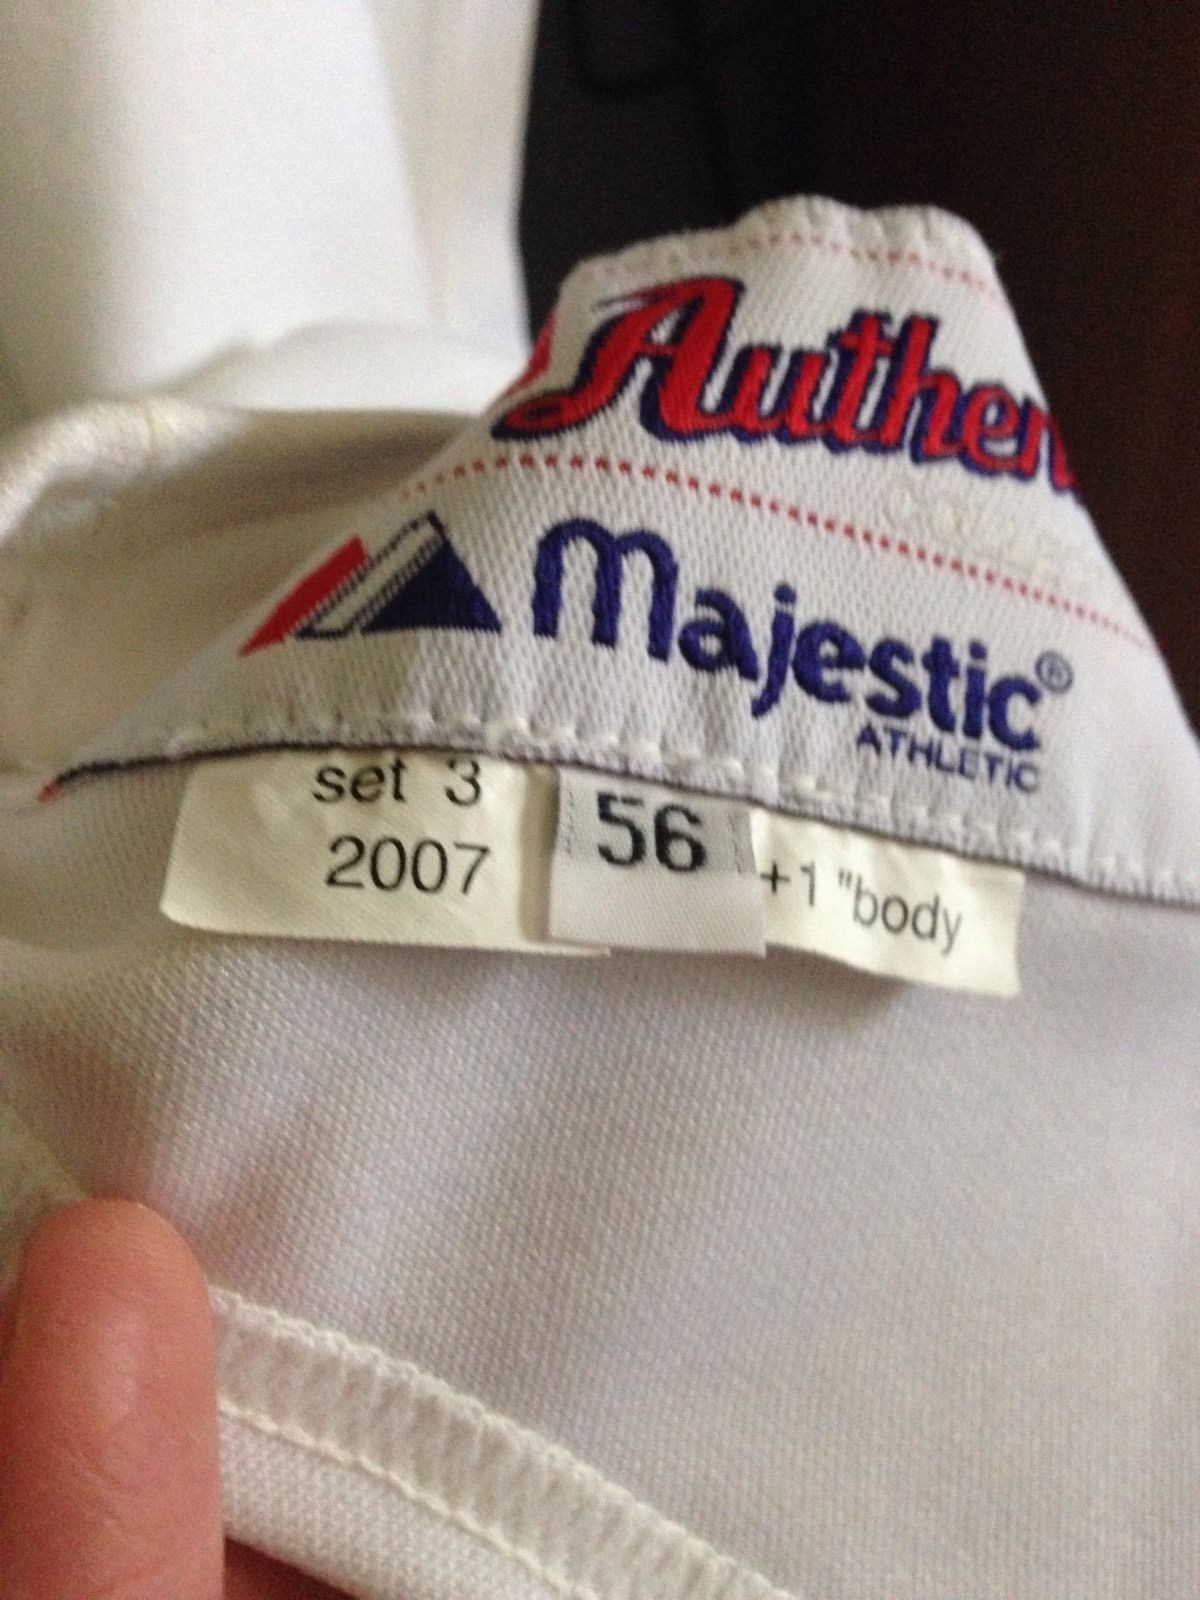 Authen
Majestic®
ATHLETIC
set 3
2007
56
+1"body